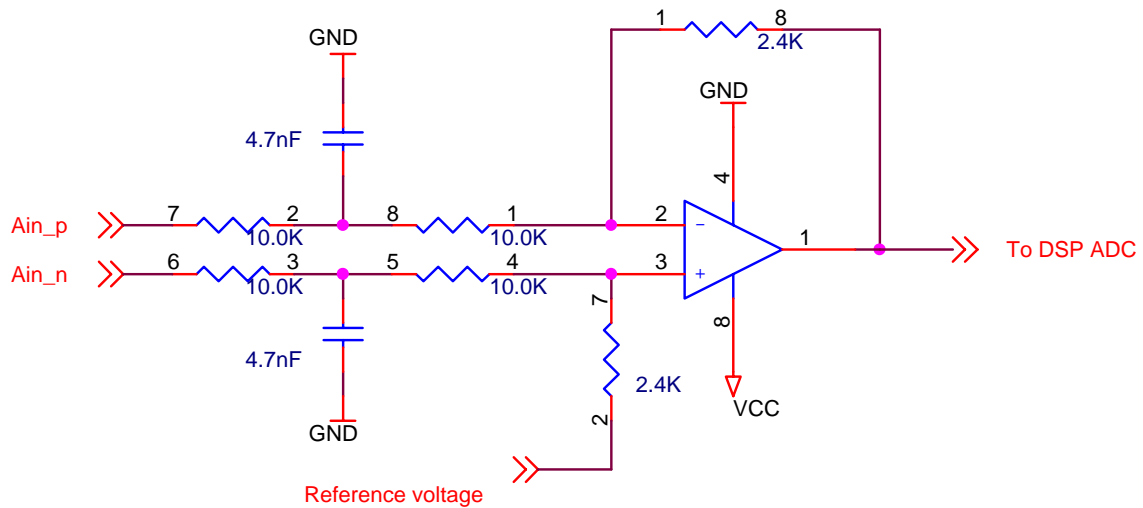 1 8
2.4K
GND
GND
4.7nF
4
Ain_p 7 2 8 1 2 −
10.0K 10.0K
1 To DSP ADC
Ain_n 6 3 5 4 3 +
10.0K 10.0K
7
8
4.7nF
2.4K
2
VCC
GND
Reference voltage